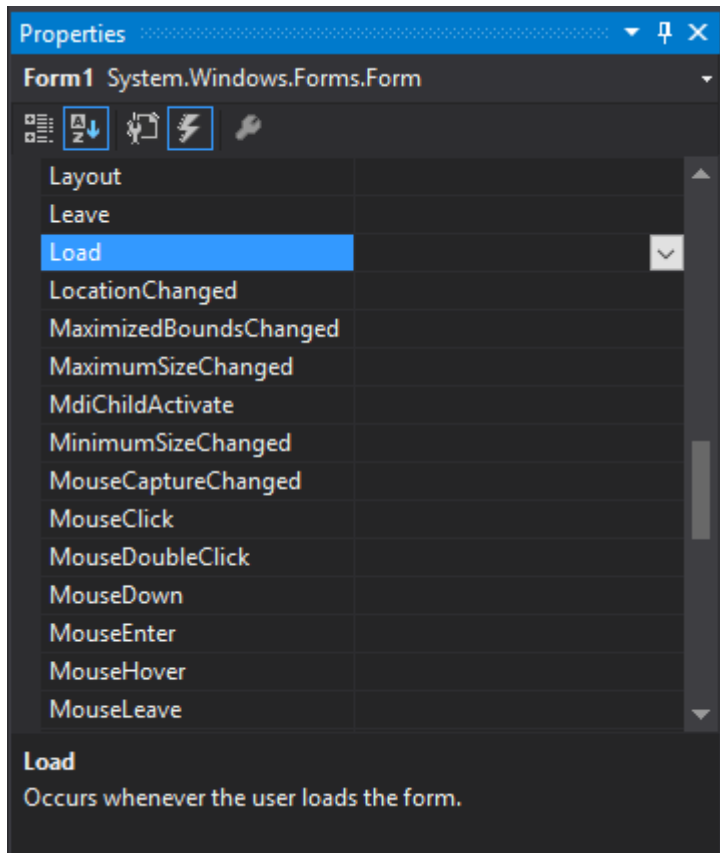 Properties
Form1 System.Windows.Forms.Form
Layout
Leave
Load
LocationChanged
MaximizedBoundsChanged
MaximumSizeChanged
MdiChildActivate
MinimumSizeChanged
MouseCaptureChanged
MouseClick
MouseDoubleClick
MouseDown
MouseEnter
MouseHover
MouseLeave
Load
Occurs whenever the user loads the form.